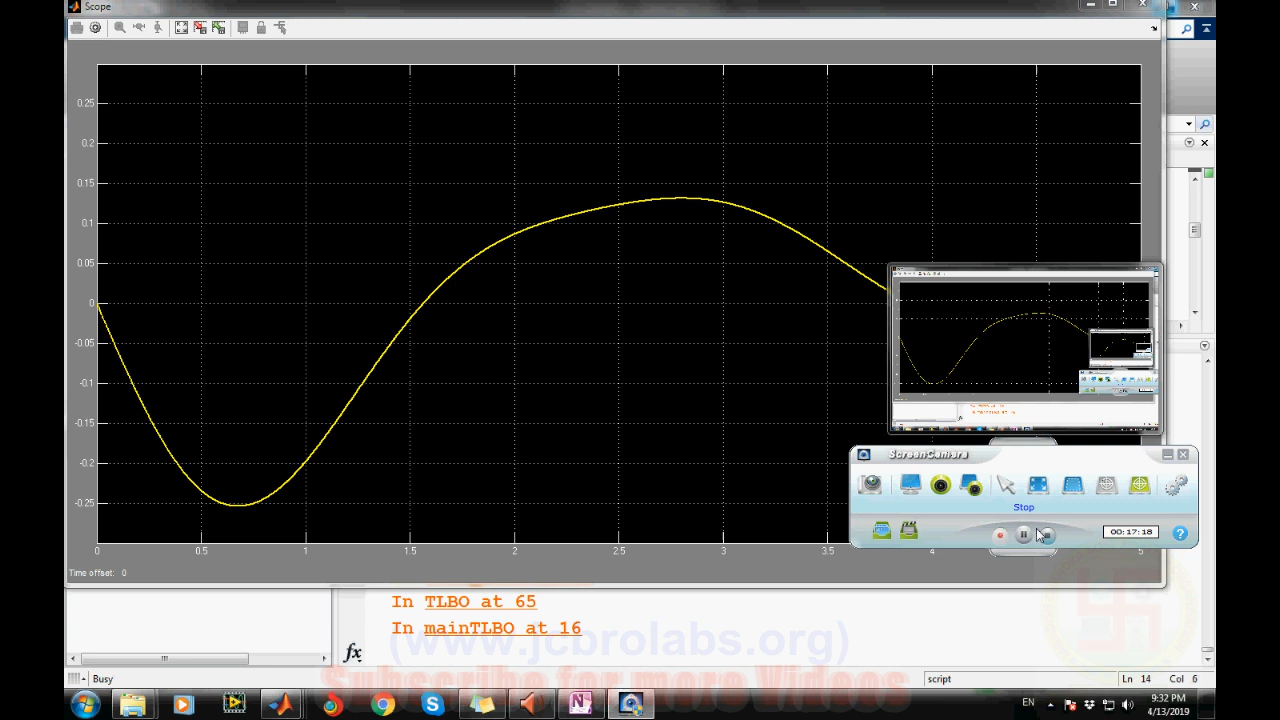 Scope
0.25
0.2
0.15
0.1
0.05
0
-0.05
-0.1
-0.15
-0.2
-0.25
0 0.5 1 1.5 2 2.5 3 3.5 4 5
Time offset: 0
ScreenCamera
Stop
00:17:18
In TLBO at 65
In mainTLBO at 16
(www.jcbrolabs.org)
Subscribe for more Videos
fx
Busy
script
Ln 14 Col 6
EN
9:32 PM
4/13/2019